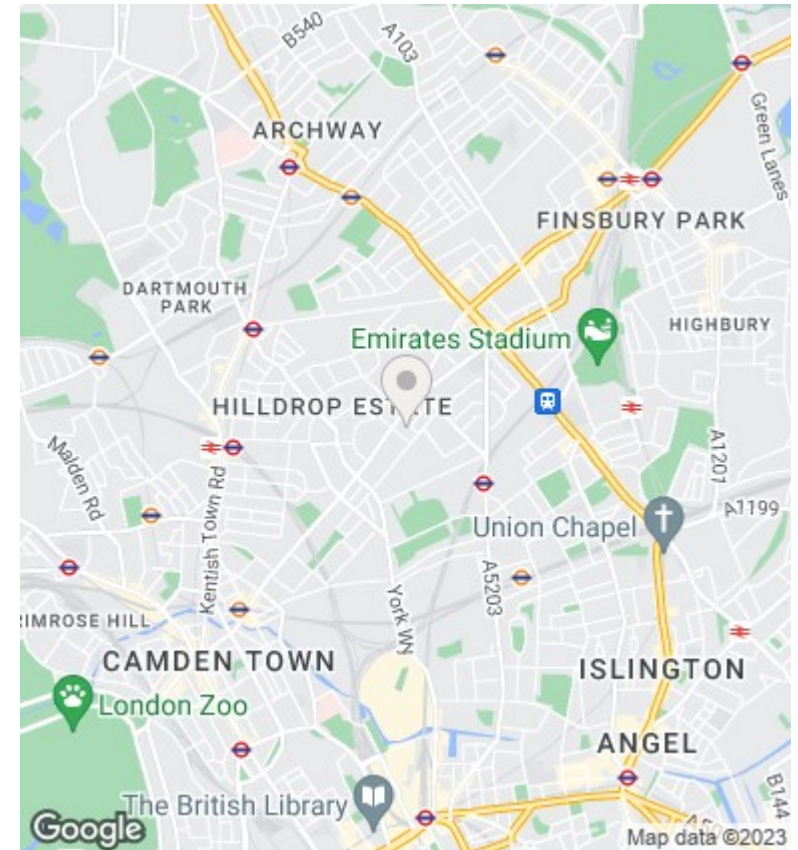 B540
A103
ARCHWAY
Green Lanes
FINSBURY PARK
DARTMOUTH
PARK
Emirates Stadium
HIGHBURY
HILLDROP ESTATE
Malden Rd
A1201
Kentish Town Rd
Union Chapel
A1199
A5203
York Wy
RIMROSE HILL
CAMDEN TOWN
ISLINGTON
London Zoo
ANGEL
The British Library
B144
Google
Map data ©2023